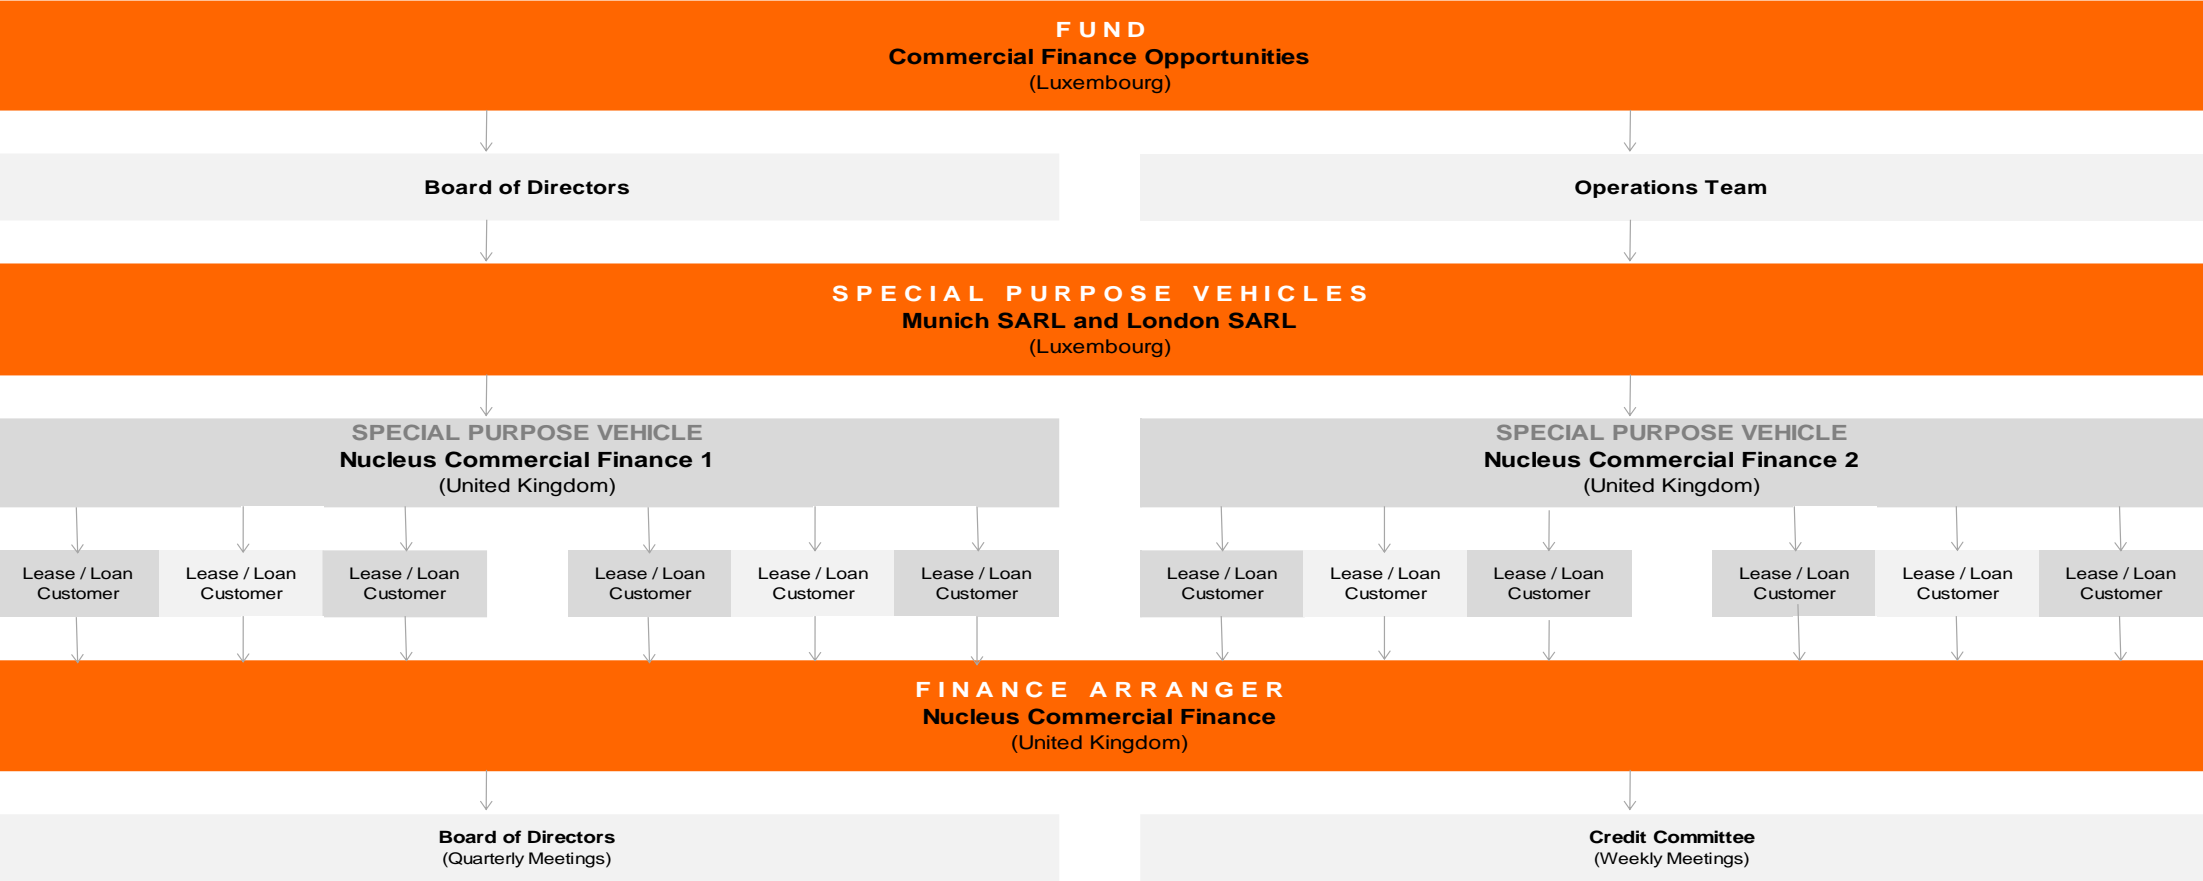 FUND
Commercial Finance Opportunities
(Luxembourg)
Board of Directors
Operations Team
SPECIAL PURPOSE VEHICLES
Munich SARL and London SARL
(Luxembourg)
SPECIAL PURPOSE VEHICLE
Nucleus Commercial Finance 1
(United Kingdom)
SPECIAL PURPOSE VEHICLE
Nucleus Commercial Finance 2
(United Kingdom)
Lease / Loan
Customer
Lease / Loan
Customer
Lease / Loan
Customer
Lease / Loan
Customer
Lease / Loan
Customer
Lease / Loan
Customer
Lease / Loan
Customer
Lease / Loan
Customer
Lease / Loan
Customer
Lease / Loan
Customer
Lease / Loan
Customer
Lease / Loan
Customer
FINANCE ARRANGER
Nucleus Commercial Finance
(United Kingdom)
Board of Directors
(Quarterly Meetings)
Credit Committee
(Weekly Meetings)